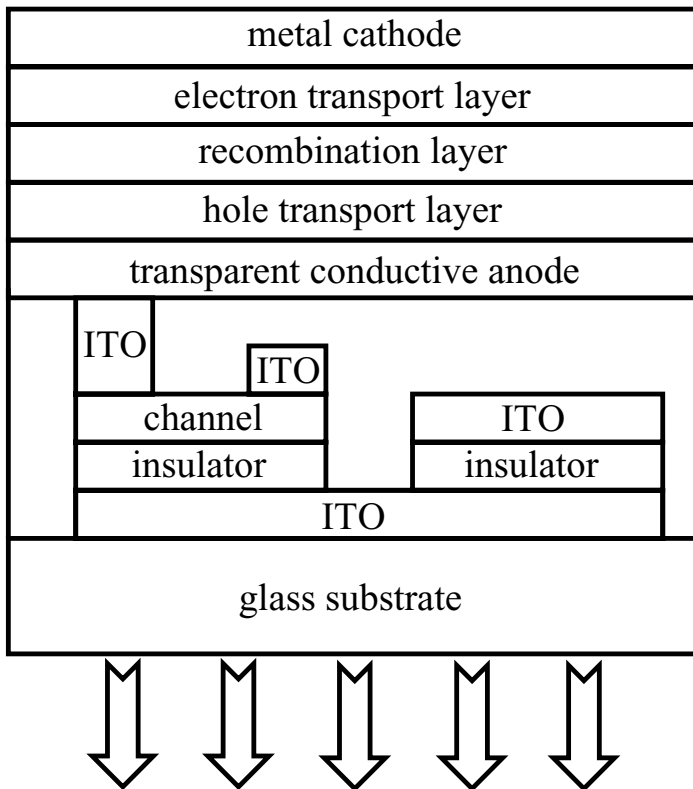 metal cathode
electron transport layer
recombination layer
hole transport layer
transparent conductive anode
ITO
ITO
channel
ITO
insulator
insulator
ITO
glass substrate